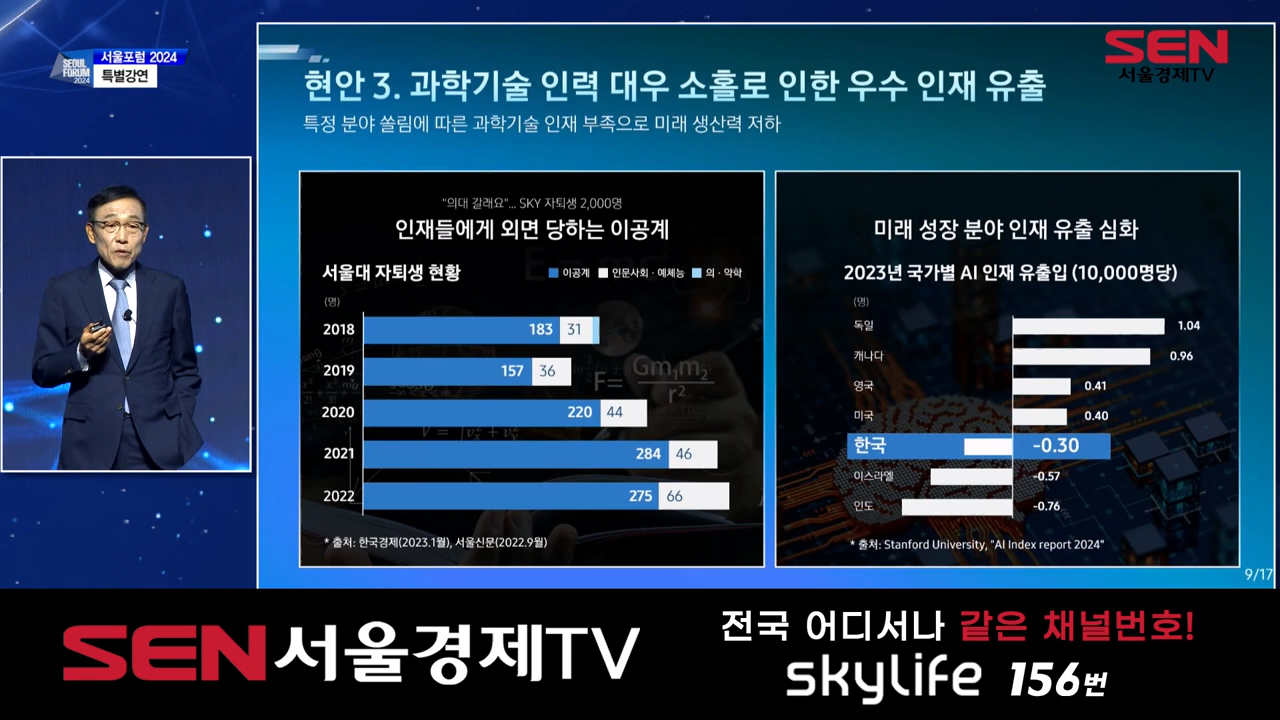 SEOUL FORUM 2024
서울포럼 2024
특별강연
SEN
서울경제TV
현안 3. 과학기술 인력 대우 소홀로 인한 우수 인재 유출
특정 분야 쏠림에 따른 과학기술 인재 부족으로 미래 생산력 저하
"의대 갈래요"... SKY 자퇴생 2,000명
인재들에게 외면 당하는 이공계
서울대 자퇴생 현황
이공계 인문사회 · 예체능 의 · 약학
(명)
2018 183 31
2019 157 36
2020 220 44
2021 284 46
2022 275 66
* 출처: 한국경제(2023.1월), 서울신문(2022.9월)
미래 성장 분야 인재 유출 심화
2023년 국가별 AI 인재 유출입 (10,000명당)
(명)
독일 1.04
캐나다 0.96
영국 0.41
미국 0.40
한국 -0.30
이스라엘 -0.57
인도 -0.76
* 출처: Stanford University, "AI Index report 2024"
9/17
SEN서울경제TV
전국 어디서나 같은 채널번호!
skylife 156번